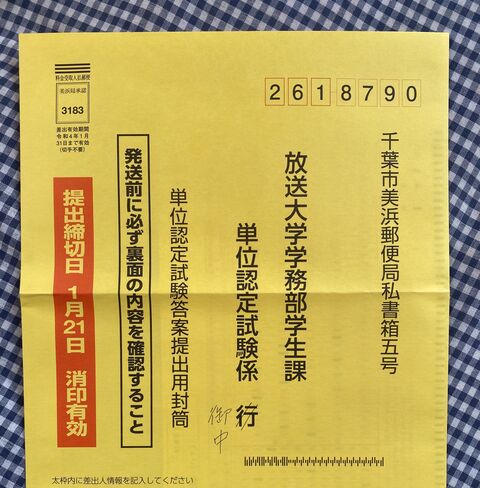 料金受取人払郵便
美浜局承認
3183
差出有効期間
令和4年1月
31日まで有効
(切手不要)
2618790
千葉市美浜郵便局私書箱五号
放送大学学務部学生課
単位認定試験係 行
御中
単位認定試験答案提出用封筒
発送前に必ず裏面の内容を確認すること
提出締切日 1月21日 消印有効
太枠内に差出人情報を記入してください